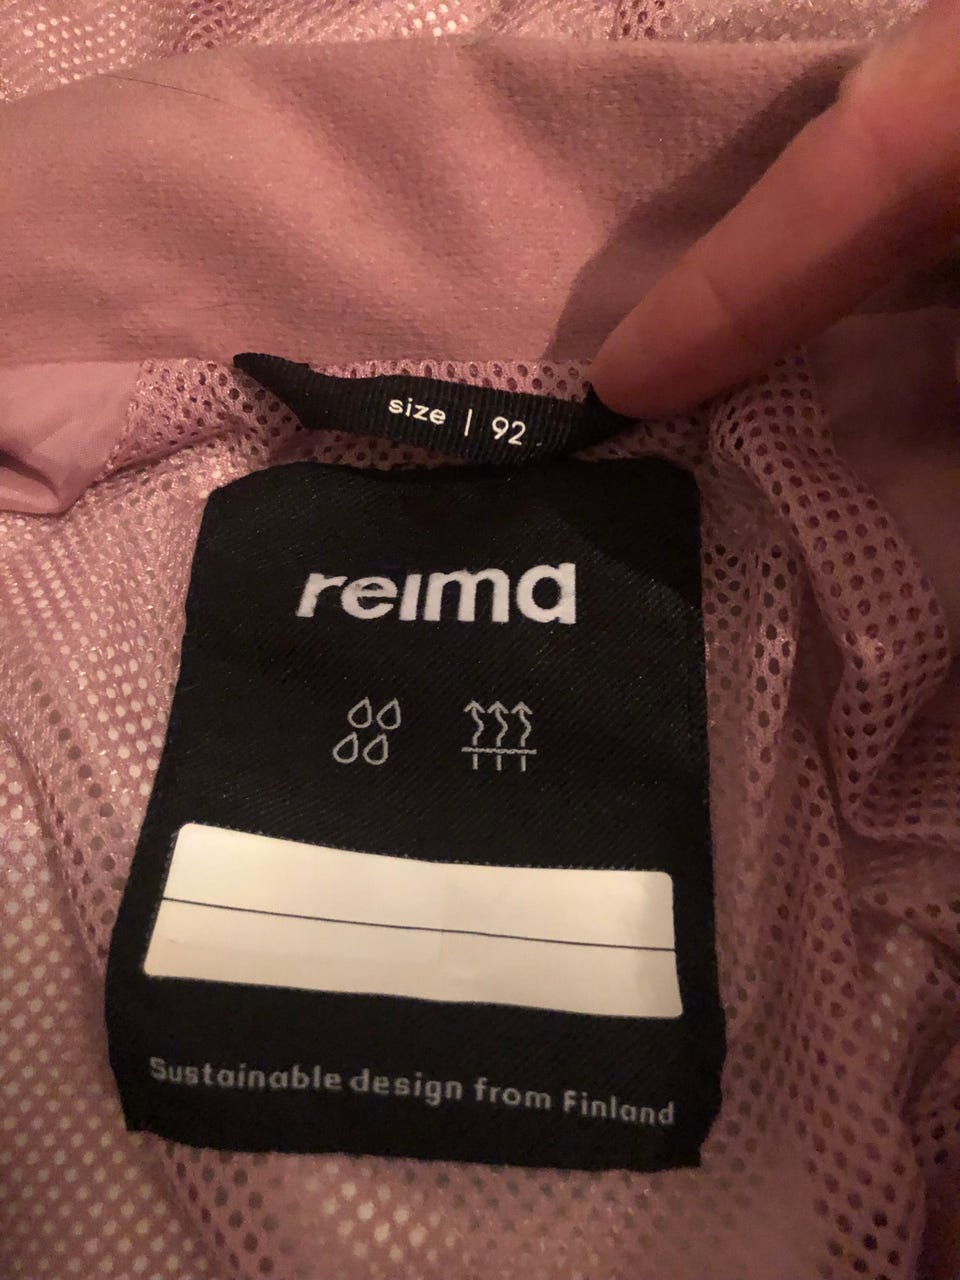 size | 92
reima
Sustainable design from Finland